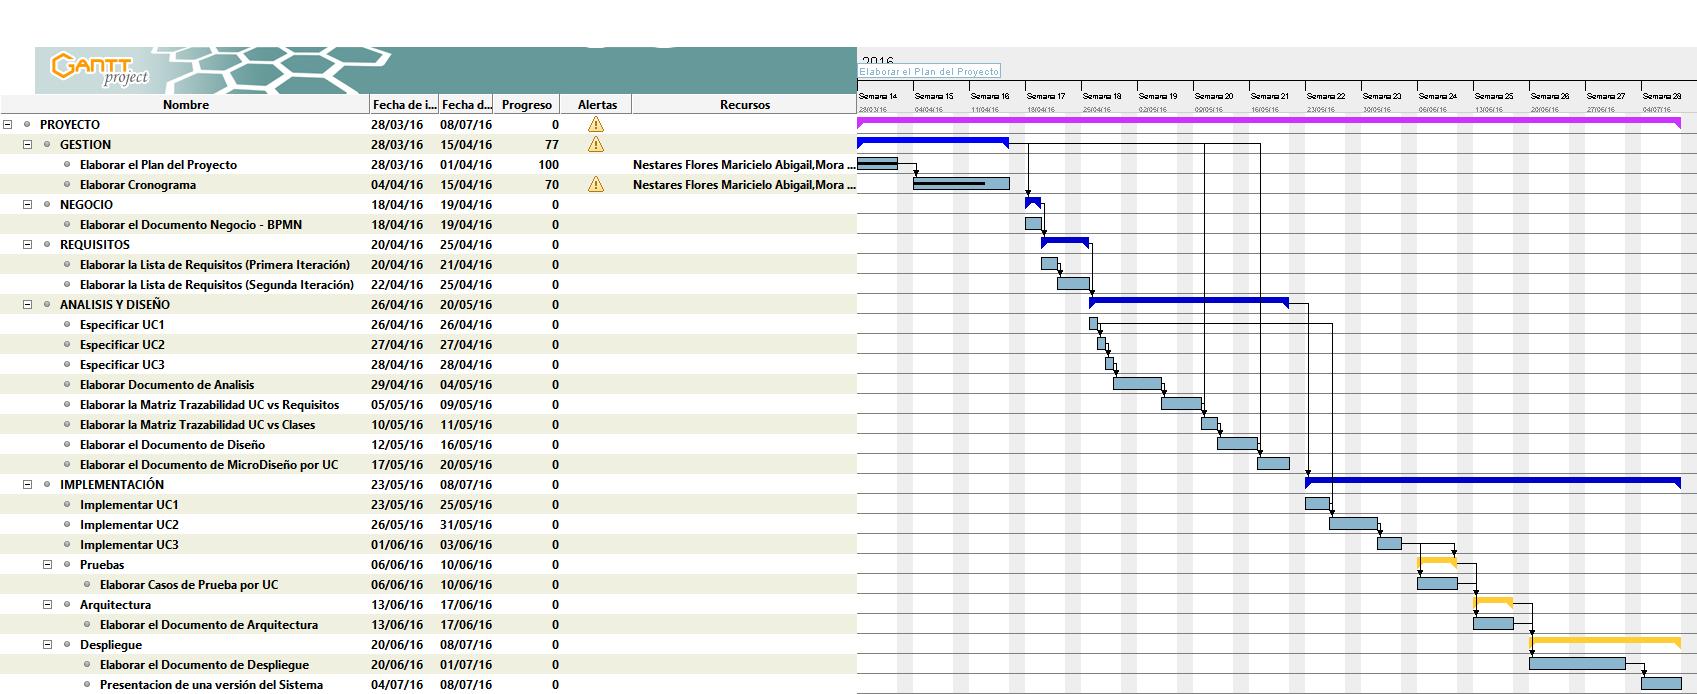 GANTT
project
2016
Elaborar el Plan del Proyecto
Nombre Fecha de i... Fecha d... Progreso Alertas Recursos
Semana 14 Semana 15 Semana 16 Semana 17 Semana 18 Semana 19 Semana 20 Semana 21 Semana 22 Semana 23 Semana 24 Semana 25 Semana 26 Semana 27 Semana 28
28/03/16 04/04/16 11/04/16 18/04/16 25/04/16 02/05/16 09/05/16 16/05/16 23/05/16 30/05/16 06/06/16 13/06/16 20/06/16 27/06/16 04/07/16
PROYECTO 28/03/16 08/07/16 0
GESTION 28/03/16 15/04/16 77
Elaborar el Plan del Proyecto 28/03/16 01/04/16 100 Nestares Flores Maricielo Abigail,Mora ...
Elaborar Cronograma 04/04/16 15/04/16 70 Nestares Flores Maricielo Abigail,Mora ...
NEGOCIO 18/04/16 19/04/16 0
Elaborar el Documento Negocio - BPMN 18/04/16 19/04/16 0
REQUISITOS 20/04/16 25/04/16 0
Elaborar la Lista de Requisitos (Primera Iteración) 20/04/16 21/04/16 0
Elaborar la Lista de Requisitos (Segunda Iteración) 22/04/16 25/04/16 0
ANALISIS Y DISEÑO 26/04/16 20/05/16 0
Especificar UC1 26/04/16 26/04/16 0
Especificar UC2 27/04/16 27/04/16 0
Especificar UC3 28/04/16 28/04/16 0
Elaborar Documento de Analisis 29/04/16 04/05/16 0
Elaborar la Matriz Trazabilidad UC vs Requisitos 05/05/16 09/05/16 0
Elaborar la Matriz Trazabilidad UC vs Clases 10/05/16 11/05/16 0
Elaborar el Documento de Diseño 12/05/16 16/05/16 0
Elaborar el Documento de MicroDiseño por UC 17/05/16 20/05/16 0
IMPLEMENTACIÓN 23/05/16 08/07/16 0
Implementar UC1 23/05/16 25/05/16 0
Implementar UC2 26/05/16 31/05/16 0
Implementar UC3 01/06/16 03/06/16 0
Pruebas 06/06/16 10/06/16 0
Elaborar Casos de Prueba por UC 06/06/16 10/06/16 0
Arquitectura 13/06/16 17/06/16 0
Elaborar el Documento de Arquitectura 13/06/16 17/06/16 0
Despliegue 20/06/16 08/07/16 0
Elaborar el Documento de Despliegue 20/06/16 01/07/16 0
Presentacion de una versión del Sistema 04/07/16 08/07/16 0